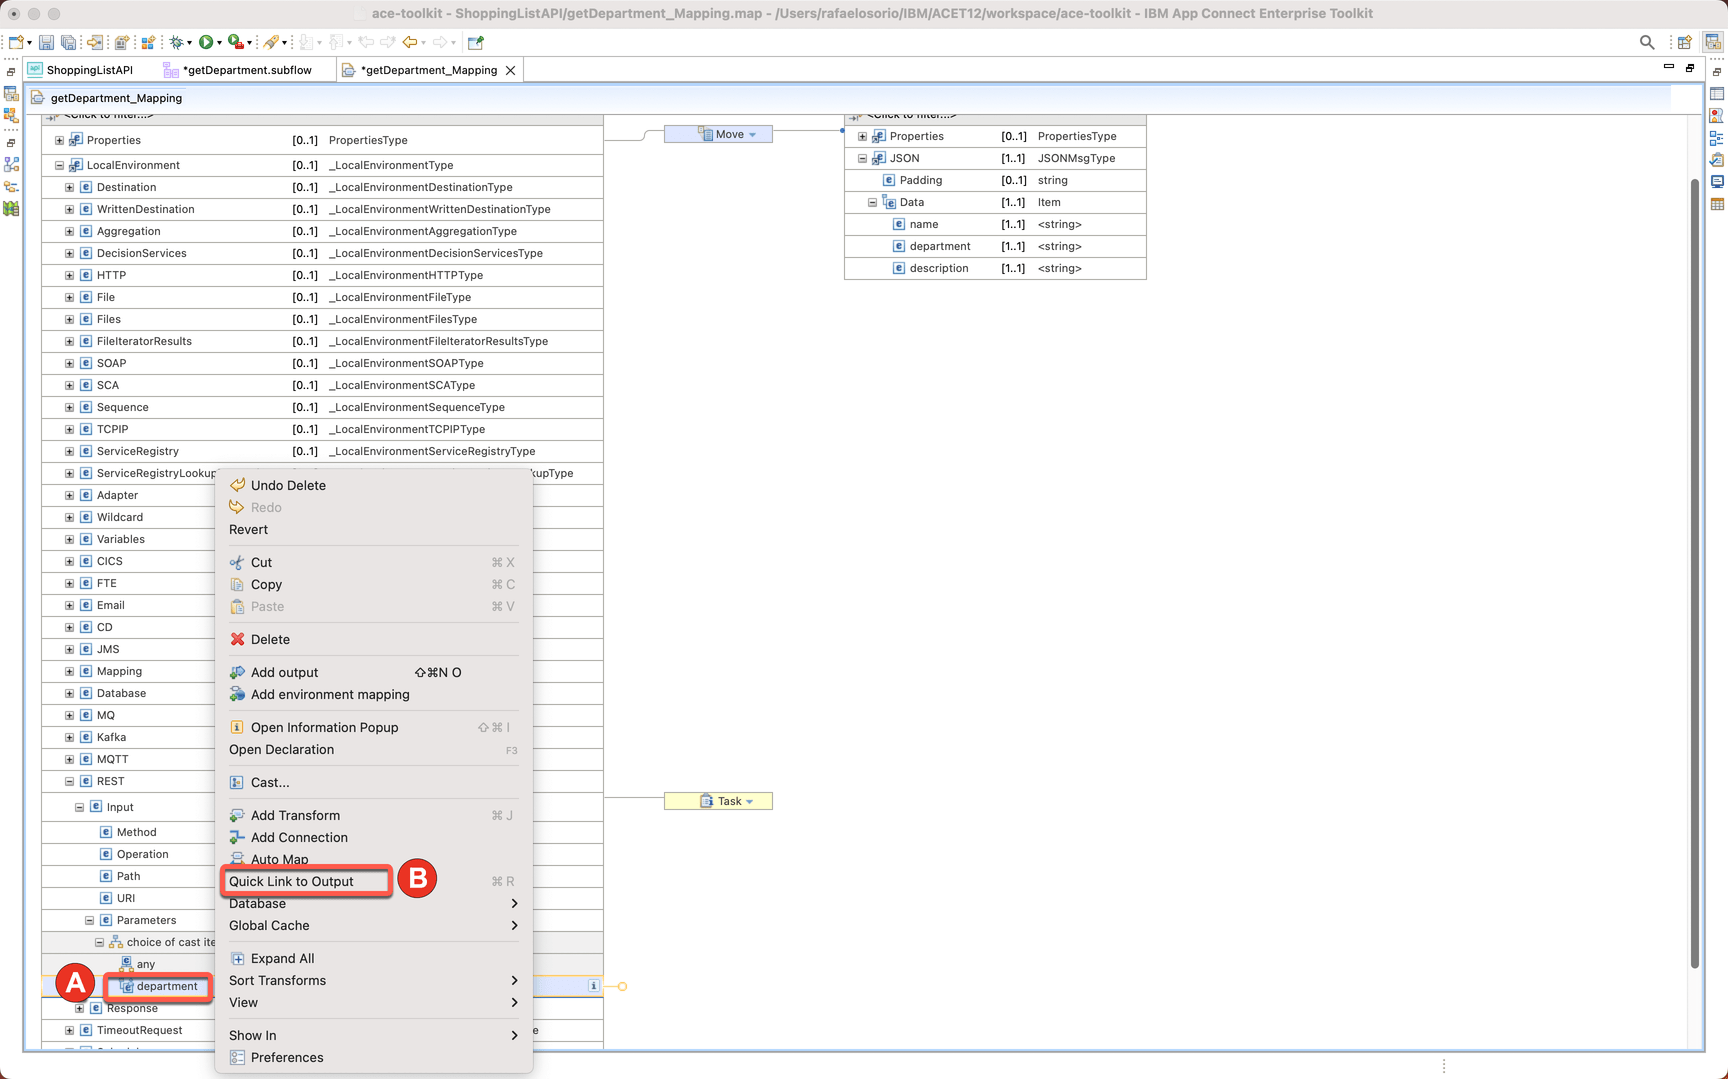 ace-toolkit - ShoppingListAPI/getDepartment_Mapping.map - /Users/rafaelosorio/IBM/ACET12/workspace/ace-toolkit - IBM App Connect Enterprise Toolkit
ShoppingListAPI
*getDepartment.subflow
*getDepartment_Mapping
getDepartment_Mapping
<Click to filter...>
Properties [0..1] PropertiesType
LocalEnvironment [0..1] _LocalEnvironmentType
Destination [0..1] _LocalEnvironmentDestinationType
WrittenDestination [0..1] _LocalEnvironmentWrittenDestinationType
Aggregation [0..1] _LocalEnvironmentAggregationType
DecisionServices [0..1] _LocalEnvironmentDecisionServicesType
HTTP [0..1] _LocalEnvironmentHTTPType
File [0..1] _LocalEnvironmentFileType
Files [0..1] _LocalEnvironmentFilesType
FileIteratorResults [0..1] _LocalEnvironmentFileIteratorResultsType
SOAP [0..1] _LocalEnvironmentSOAPType
SCA [0..1] _LocalEnvironmentSCAType
Sequence [0..1] _LocalEnvironmentSequenceType
TCPIP [0..1] _LocalEnvironmentTCPIPType
ServiceRegistry [0..1] _LocalEnvironmentServiceRegistryType
ServiceRegistryLookup kupType
Adapter
Wildcard
Variables
CICS
FTE
Email
CD
JMS
Mapping
Database
MQ
Kafka
MQTT
REST
Input
Method
Operation
Path
URI
Parameters
choice of cast ite
any
A
department
Response
TimeoutRequest e
Undo Delete
Redo
Revert
Cut ⌘ X
Copy ⌘ C
Paste ⌘ V
Delete
Add output ⇧⌘N O
Add environment mapping
Open Information Popup ⇧⌘ I
Open Declaration F3
Cast...
Add Transform ⌘ J
Add Connection
Auto Map
Quick Link to Output ⌘ R
B
Database
Global Cache
Expand All
Sort Transforms
View
Show In
Preferences
Move
Task
<Click to filter...>
Properties [0..1] PropertiesType
JSON [1..1] JSONMsgType
Padding [0..1] string
Data [1..1] Item
name [1..1] <string>
department [1..1] <string>
description [1..1] <string>